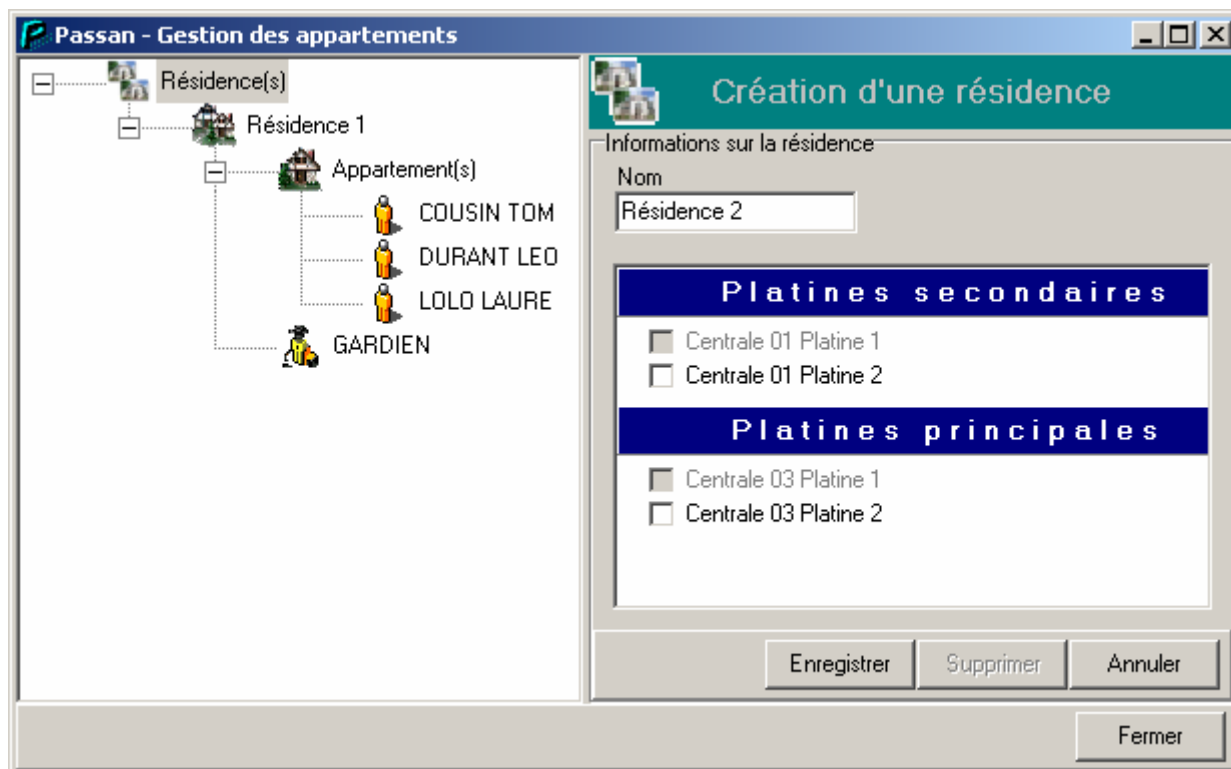 Passan - Gestion des appartements
Résidence(s)
Résidence 1
Appartement(s)
COUSIN TOM
DURANT LEO
LOLO LAURE
GARDIEN
Création d'une résidence
Informations sur la résidence
Nom
Résidence 2
Platines secondaires
Centrale 01 Platine 1
Centrale 01 Platine 2
Platines principales
Centrale 03 Platine 1
Centrale 03 Platine 2
Enregistrer Supprimer Annuler
Fermer